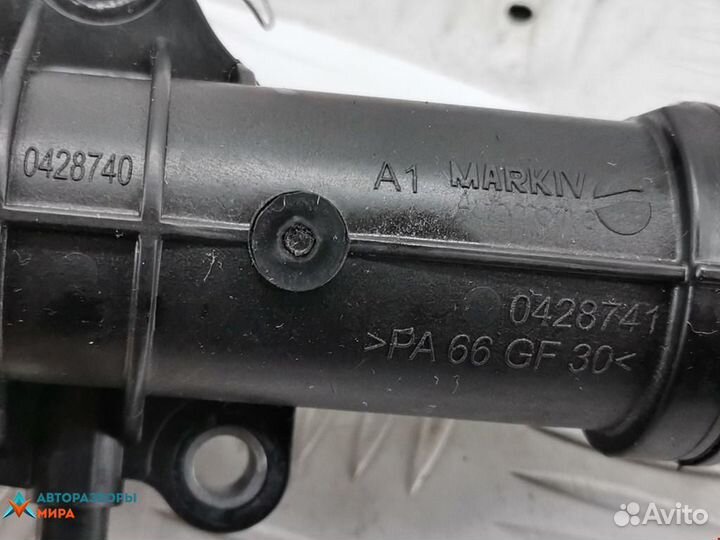 0428740
A1 MARKIV
0428741
>PA 66 GF 30<
АВТОРАЗБОРЫ
МИРА
Avito